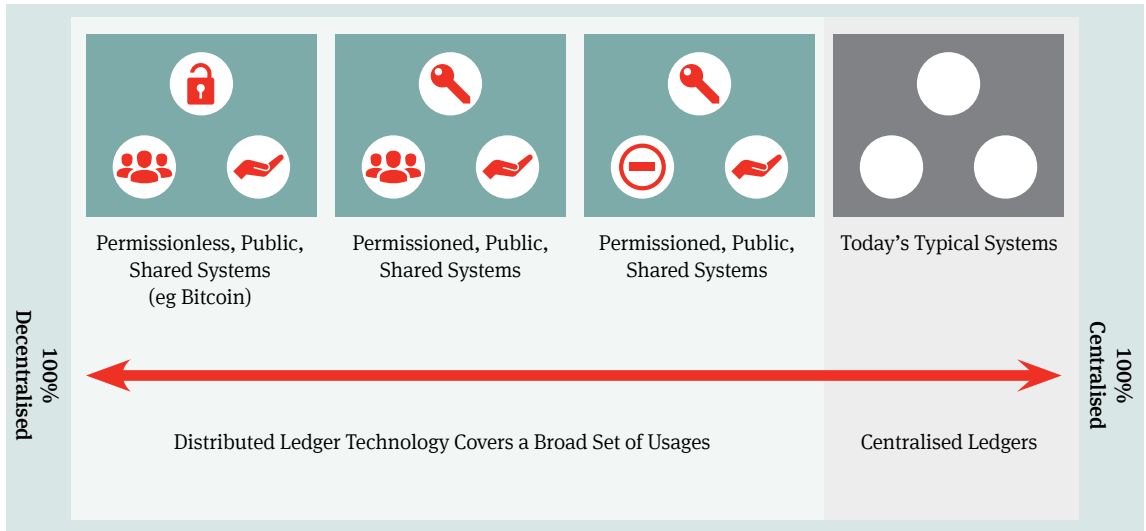 Permissionless, Public,
Shared Systems
(eg Bitcoin)
Permissioned, Public,
Shared Systems
Permissioned, Public,
Shared Systems
Today’s Typical Systems
100%
Decentralised
100%
Centralised
Distributed Ledger Technology Covers a Broad Set of Usages
Centralised Ledgers